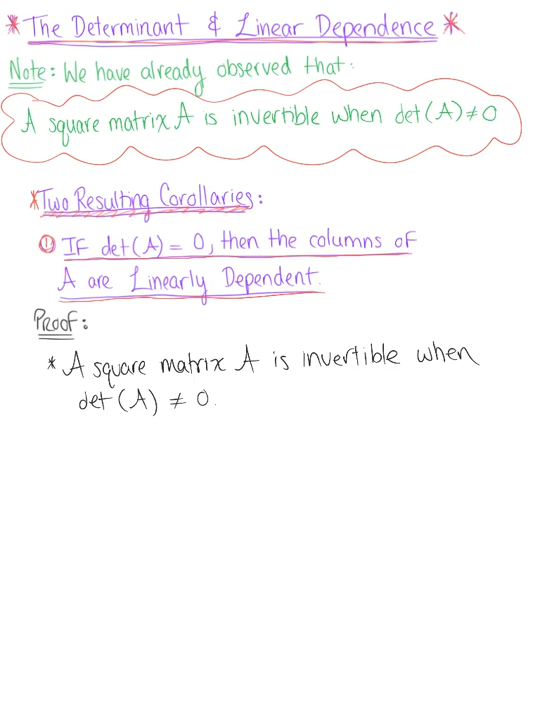 * The Determinant & Linear Dependence *
Note: We have already observed that:
A square matrix A is invertible when det(A) ≠ 0
* Two Resulting Corollaries:
① IF det(A) = 0, then the columns of
A are Linearly Dependent.
Proof:
* A square matrix A is invertible when
det(A) ≠ 0.